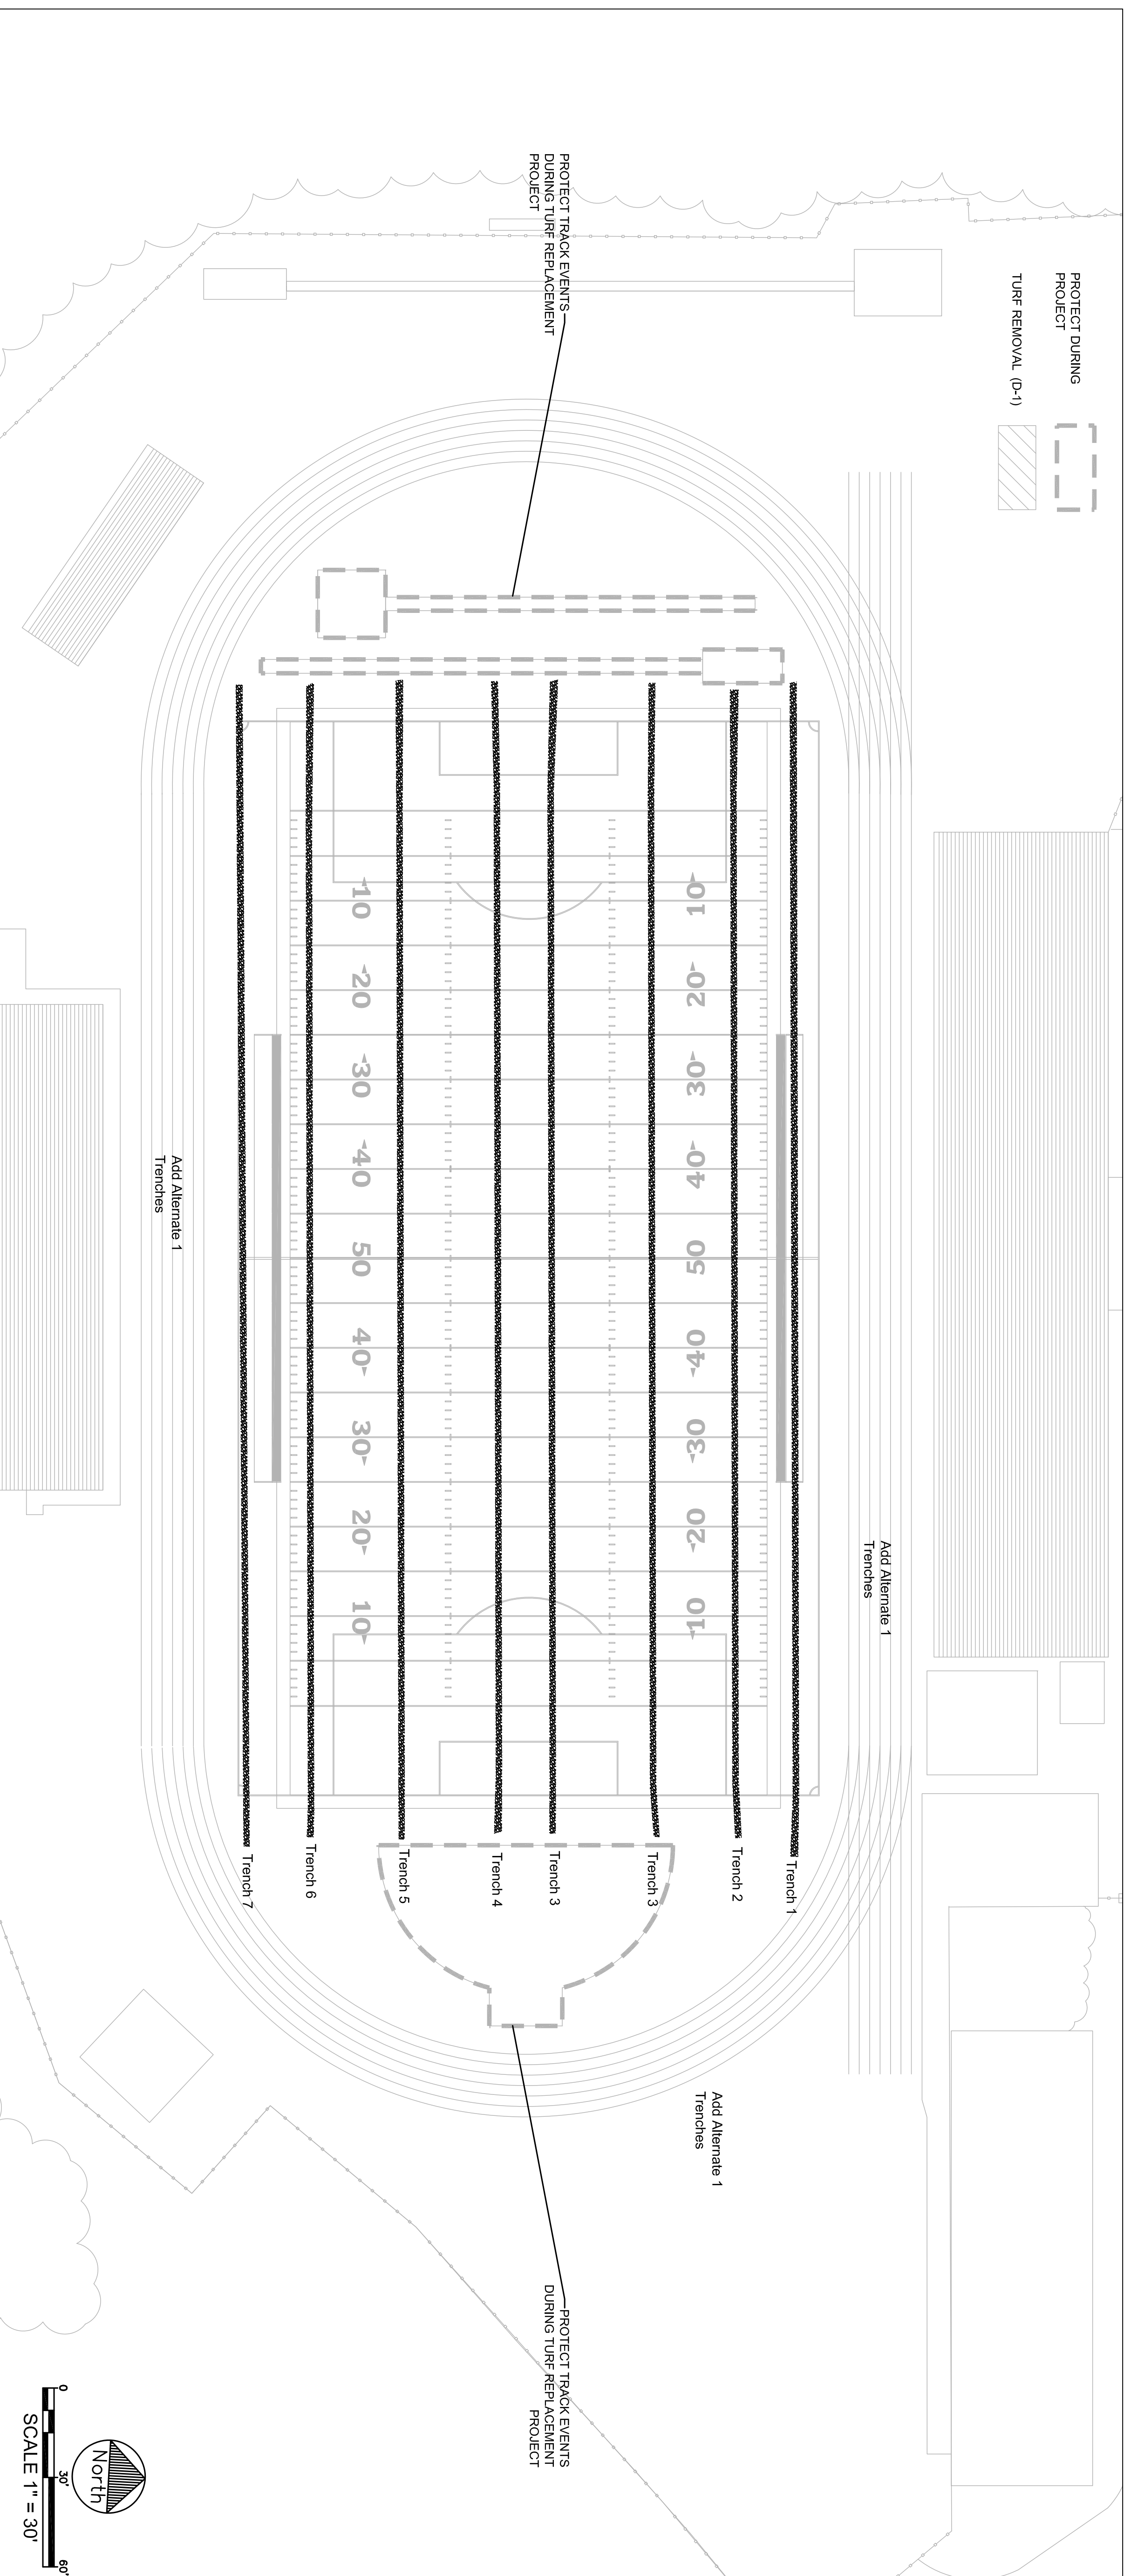 PROTECT DURING
PROJECT
TURF REMOVAL (D-1)
PROTECT TRACK EVENTS
DURING TURF REPLACEMENT
PROJECT
10
20
30
40
50
40
30
20
10
10
20
30
40
50
40
30
20
10
Add Alternate 1
Trenches
Add Alternate 1
Trenches
Add Alternate 1
Trenches
Trench 1
Trench 2
Trench 3
Trench 3
Trench 4
Trench 5
Trench 6
Trench 7
PROTECT TRACK EVENTS
DURING TURF REPLACEMENT
PROJECT
North
0 30' 60'
SCALE 1" = 30'